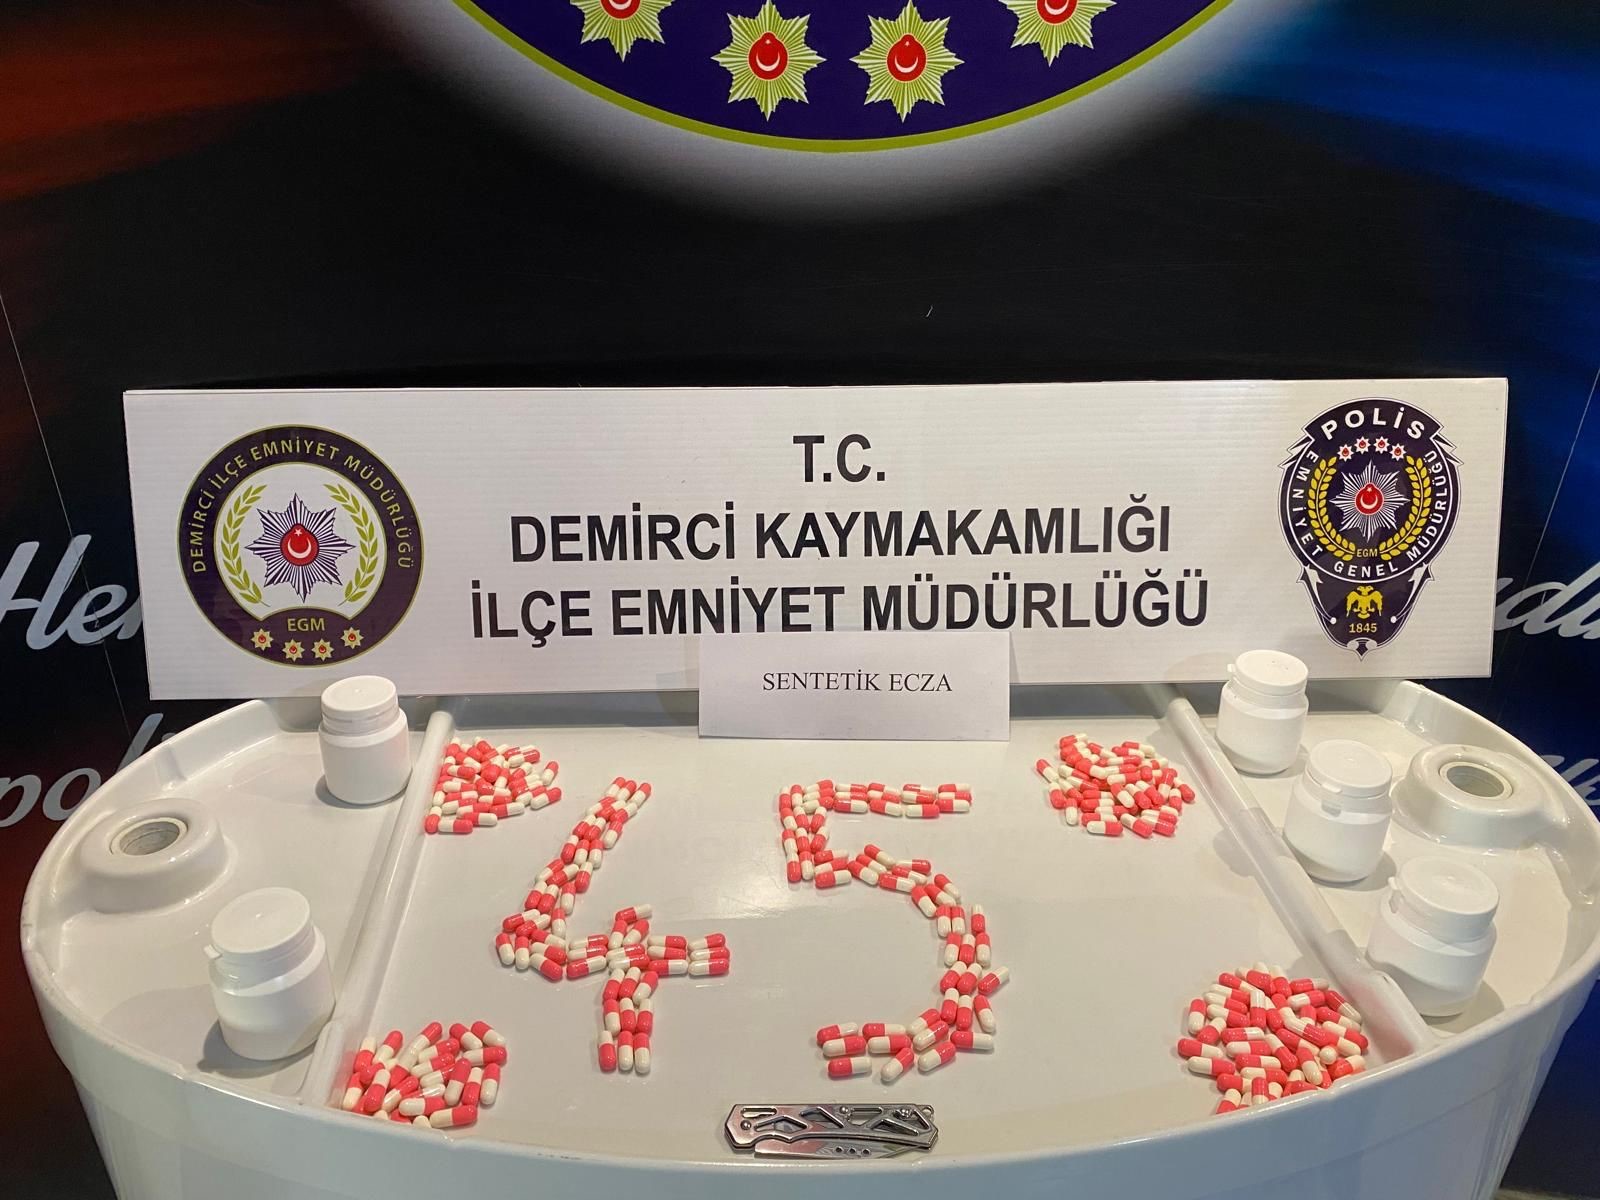 T.C.
DEMİRCİ KAYMAKAMLIĞI
İLÇE EMNİYET MÜDÜRLÜĞÜ
SENTETİK ECZA
DEMİRCİ İLÇE EMNİYET MÜDÜRLÜĞÜ
EGM
POLİS
EMNİYET GENEL MÜDÜRLÜĞÜ
EGM
1845
45